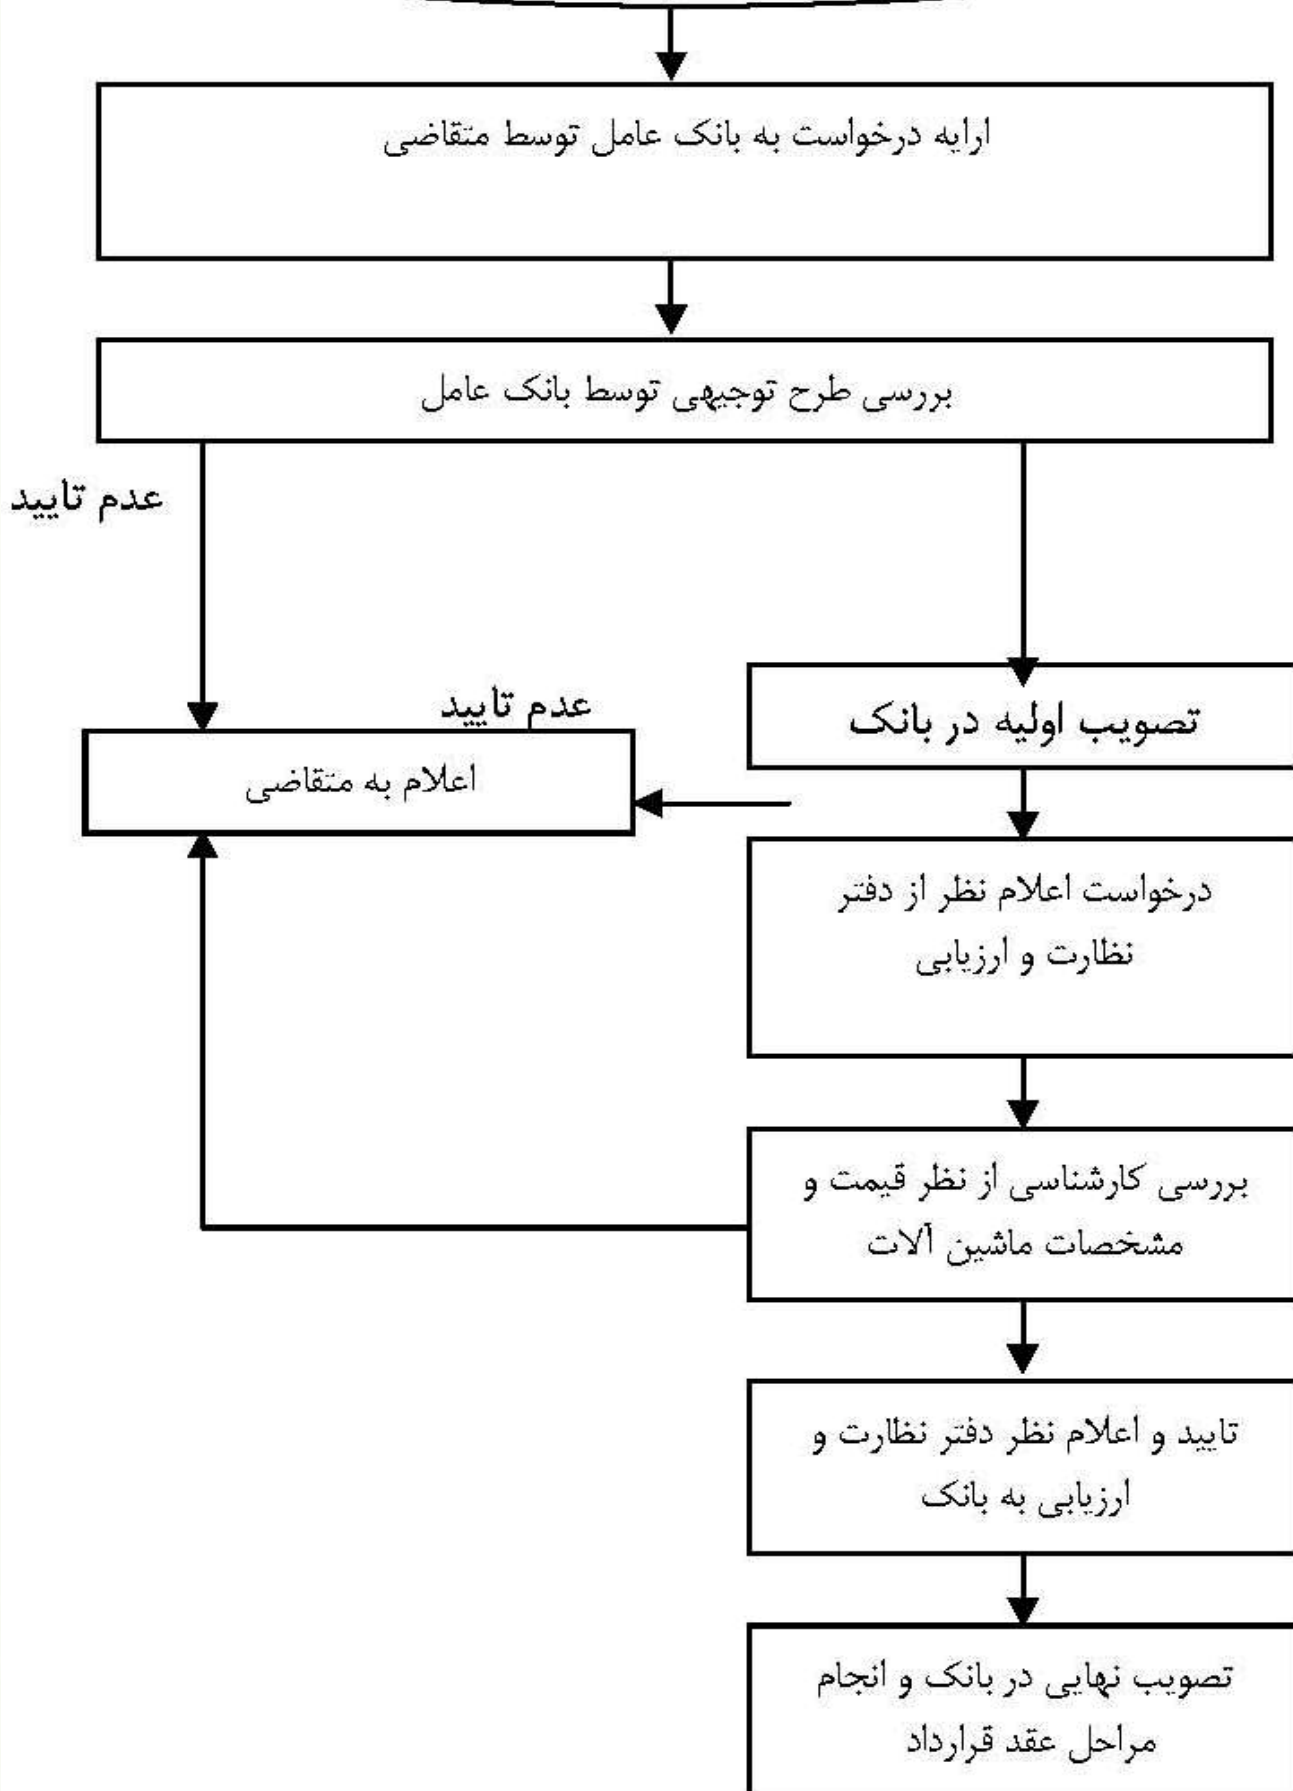 ارایه درخواست به بانک عامل توسط متقاضی
بررسی طرح توجیهی توسط بانک عامل
عدم تایید
عدم تایید
تصویب اولیه در بانک
اعلام به متقاضی
درخواست اعلام نظر از دفتر
نظارت و ارزیابی
بررسی کارشناسی از نظر قیمت و
مشخصات ماشین آلات
تایید و اعلام نظر دفتر نظارت و
ارزیابی به بانک
تصویب نهایی در بانک و انجام
مراحل عقد قرارداد